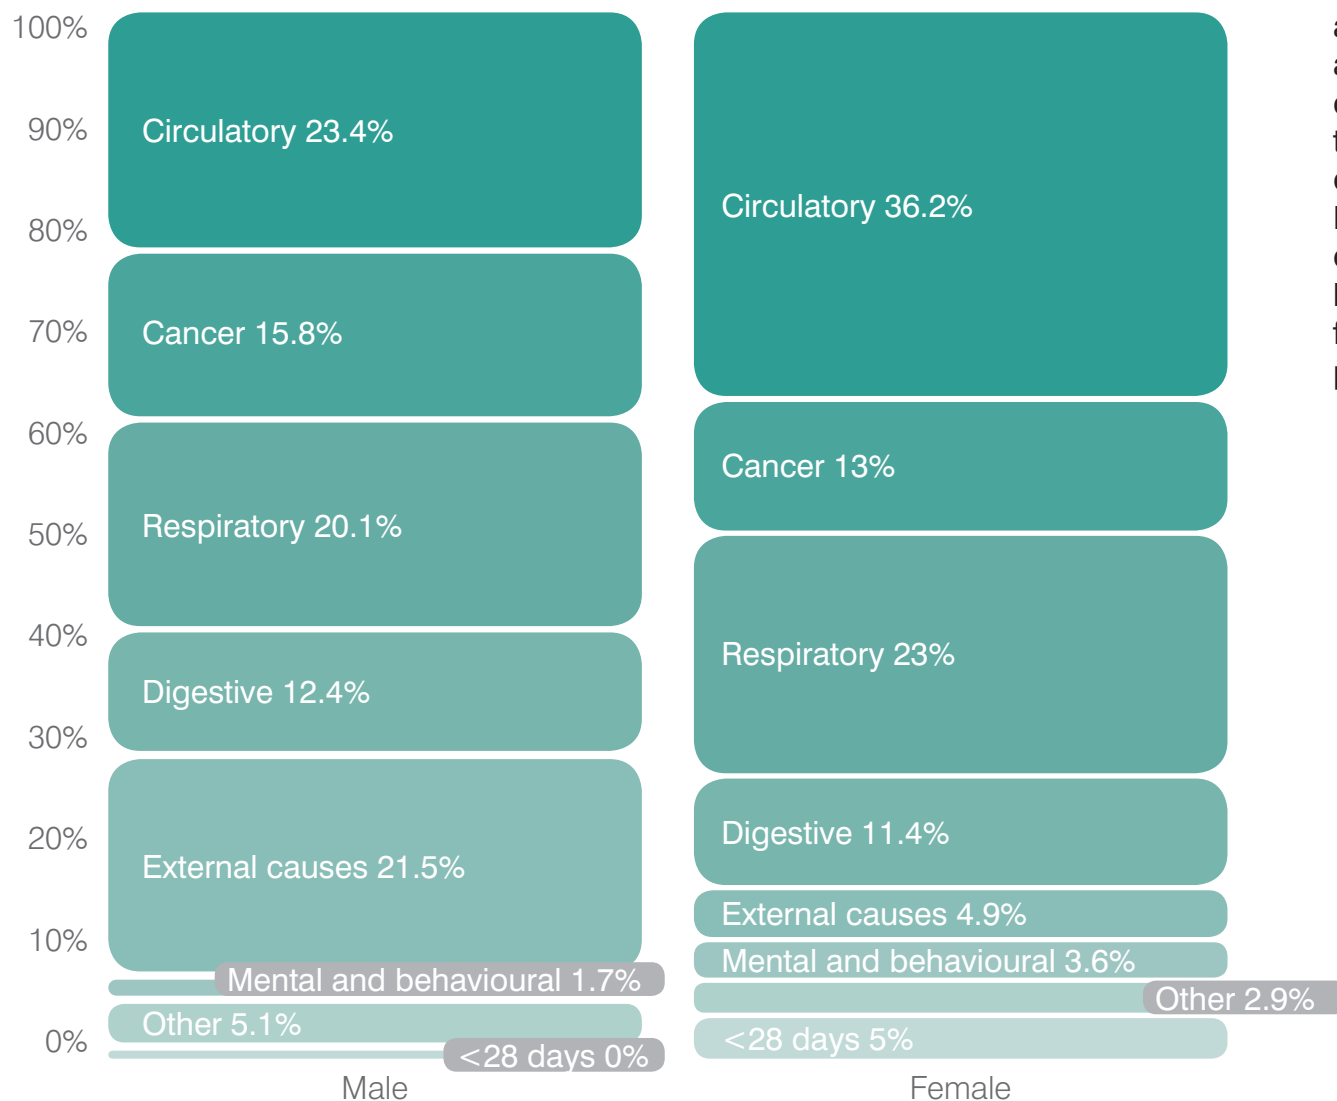 100%
90%
80%
70%
60%
50%
40%
30%
20%
10%
0%
Circulatory 23.4%
Cancer 15.8%
Respiratory 20.1%
Digestive 12.4%
External causes 21.5%
Mental and behavioural 1.7%
Other 5.1%
<28 days 0%
Male
Circulatory 36.2%
Cancer 13%
Respiratory 23%
Digestive 11.4%
External causes 4.9%
Mental and behavioural 3.6%
Other 2.9%
<28 days 5%
Female